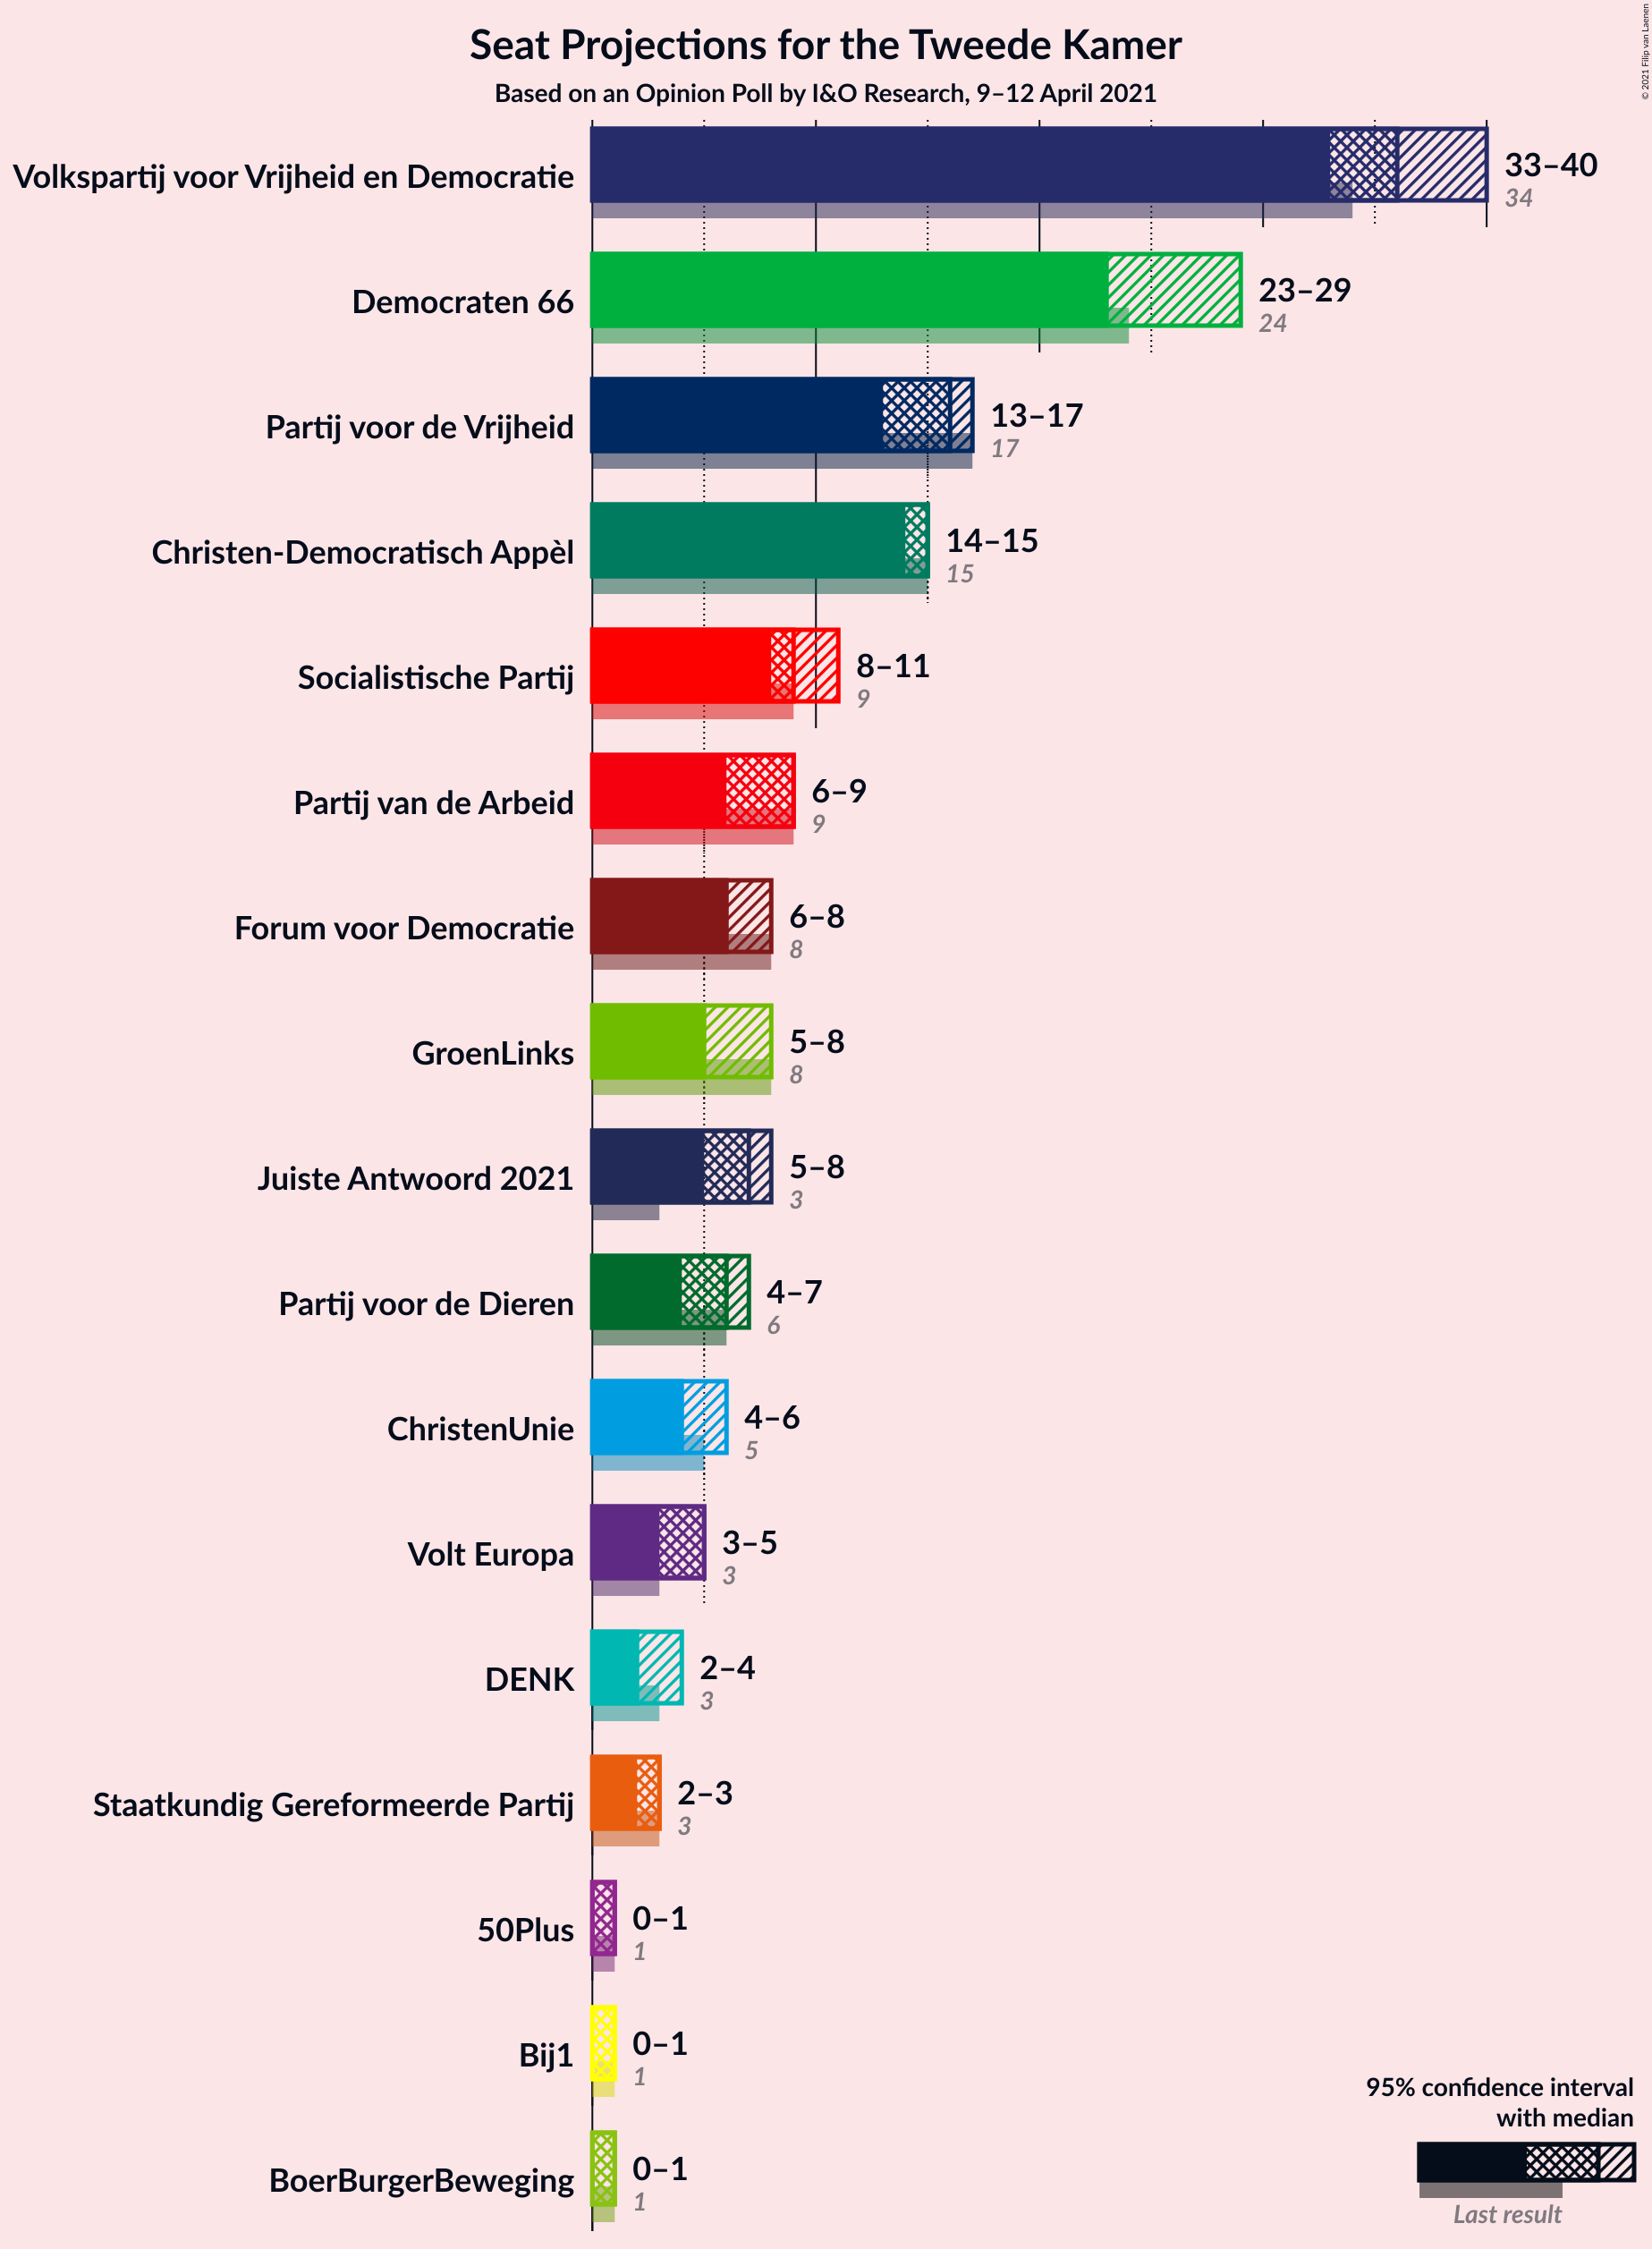 Seat Projections for the Tweede Kamer
Based on an Opinion Poll by I&O Research, 9–12 April 2021
© 2021 Filip van Laenen
Volkspartij voor Vrijheid en Democratie
33–40
34
Democraten 66
23–29
24
Partij voor de Vrijheid
13–17
17
Christen-Democratisch Appèl
14–15
15
Socialistische Partij
8–11
9
Partij van de Arbeid
6–9
9
Forum voor Democratie
6–8
8
GroenLinks
5–8
8
Juiste Antwoord 2021
5–8
3
Partij voor de Dieren
4–7
6
ChristenUnie
4–6
5
Volt Europa
3–5
3
DENK
2–4
3
Staatkundig Gereformeerde Partij
2–3
3
50Plus
0–1
1
Bij1
0–1
1
BoerBurgerBeweging
0–1
1
95% confidence interval
with median
Last result